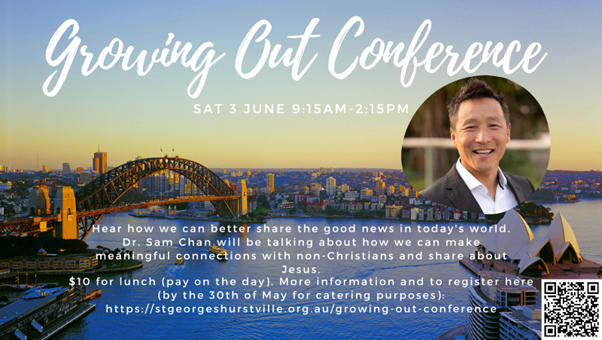 Growing Out Conference
SAT 3 JUNE 9:15AM-2:15PM
Hear how we can better share the good news in today's world.
Dr. Sam Chan will be talking about how we can make
meaningful connections with non-Christians and share about
Jesus.
$10 for lunch (pay on the day). More information and to register here
(by the 30th of May for catering purposes):
https://stgeorgeshurstville.org.au/growing-out-conference